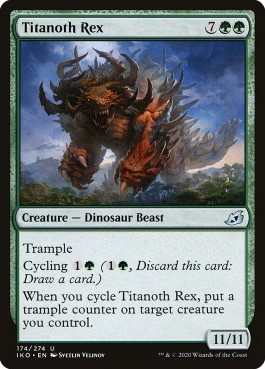 Titanoth Rex 7
Creature — Dinosaur Beast
Trample
Cycling 1 (1, Discard this card:
Draw a card.)
When you cycle Titanoth Rex, put a
trample counter on target creature
you control.
11/11
174/274 U
IKO • EN SVETLIN VELINOV ™ & © 2020 Wizards of the Coast